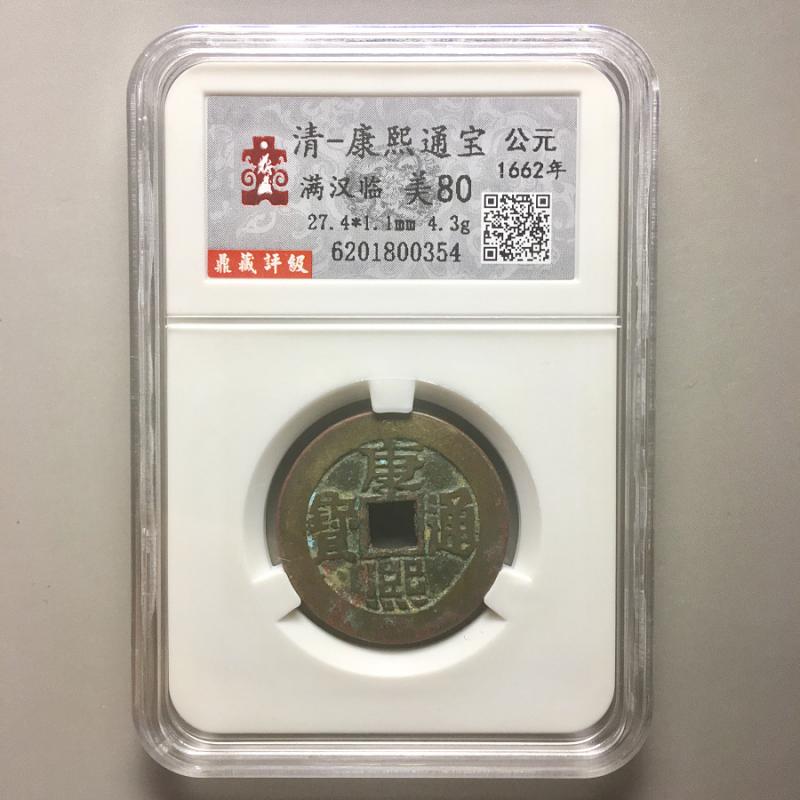 清-康熙通宝 公元
1662年
满汉临 美80
27.4*1.1mm 4.3g
6201800354
鼎藏評級
康熙通寶